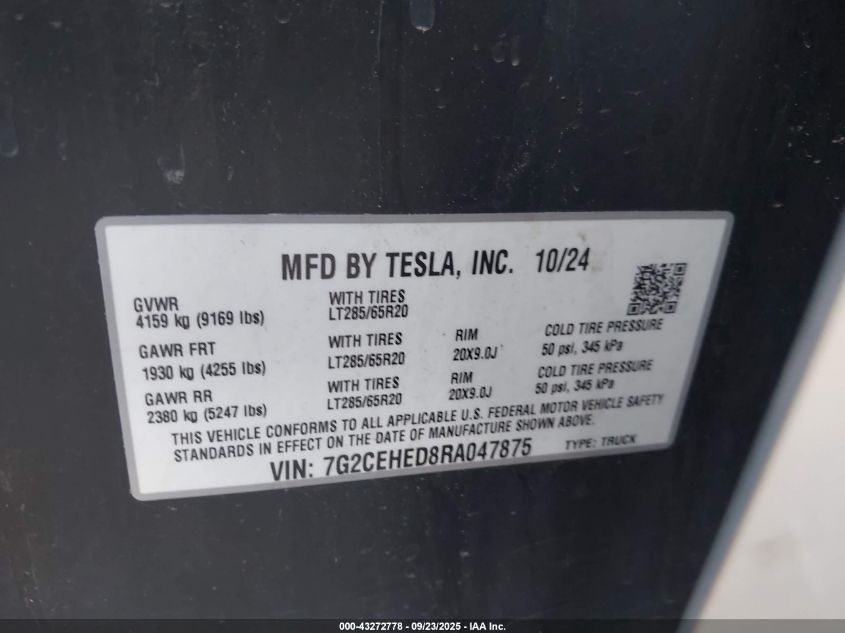 MFD BY TESLA, INC. 10/24
GVWR
4159 kg (9169 lbs)
WITH TIRES
LT285/65R20
GAWR FRT
1930 kg (4255 lbs)
WITH TIRES
LT285/65R20
RIM
20X9.0J
COLD TIRE PRESSURE
50 psi, 345 kPa
GAWR RR
2380 kg (5247 lbs)
WITH TIRES
LT285/65R20
RIM
20X9.0J
COLD TIRE PRESSURE
50 psi, 345 kPa
THIS VEHICLE CONFORMS TO ALL APPLICABLE U.S. FEDERAL MOTOR VEHICLE SAFETY
STANDARDS IN EFFECT ON THE DATE OF MANUFACTURE SHOWN ABOVE.
VIN: 7G2CEHED8RA047875 TYPE: TRUCK
000-43272778 - 09/23/2025 - IAA Inc.